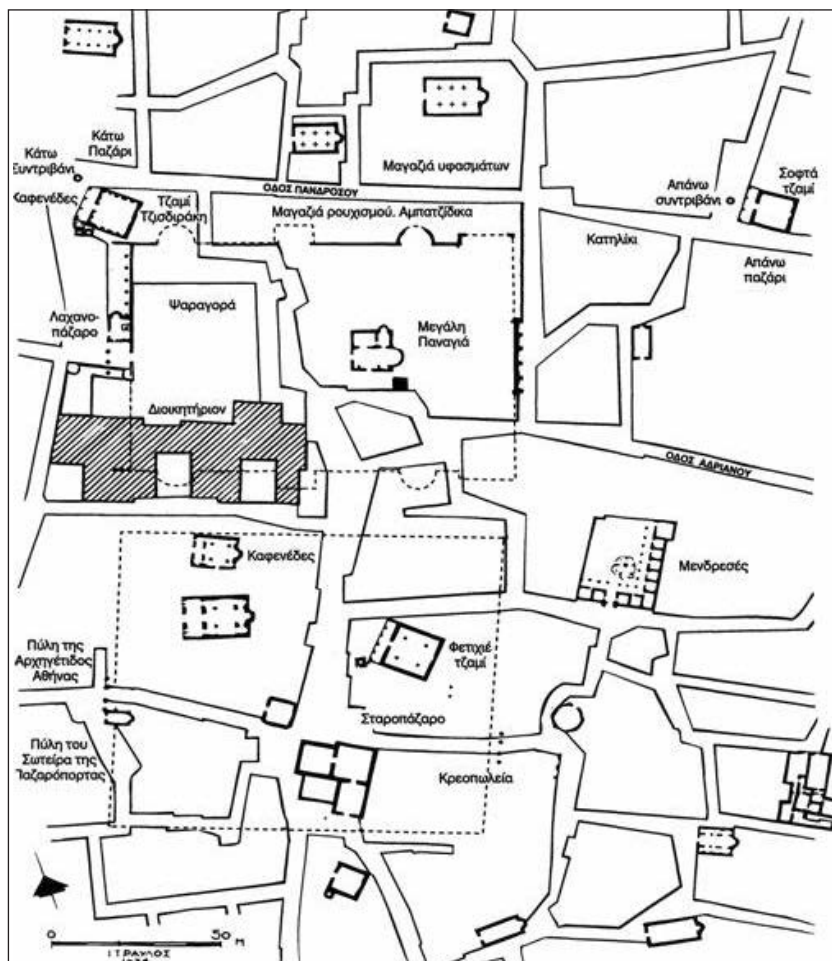 Κάτω
Παζάρι
Κάτω
Συντριβάνι
Καφενέδες
Τζαμί
Τζισδιράκη
ΟΔΟΣ ΠΑΝΔΡΟΣΟΥ
Μαγαζιά υφασμάτων
Μαγαζιά ρουχισμού. Αμπατζίδικα
Απάνω
συντριβάνι
Σοφτά
τζαμί
Κατηλίκι
Απάνω
παζάρι
Λαχανο-
πάζαρο
Ψαραγορά
Μεγάλη
Παναγιά
Διοικητήριον
ΟΔΟΣ ΑΔΡΙΑΝΟΥ
Καφενέδες
Μενδρεσές
Πύλη της
Αρχηγέτιδος
Αθήνας
Φετιχιέ
τζαμί
Σταροπάζαρο
Πύλη του
Σωτείρα της
Παζαρόπορτας
Κρεοπωλεία
0 50 M
Ι ΤΡΑΥΛΟΣ